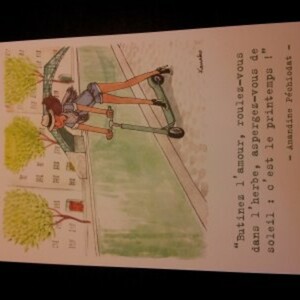 "Butinez l'amour, roulez-vous
dans l'herbe, aspergez-vous de
soleil : c'est le printemps !"
- Amandine Péchiodat -